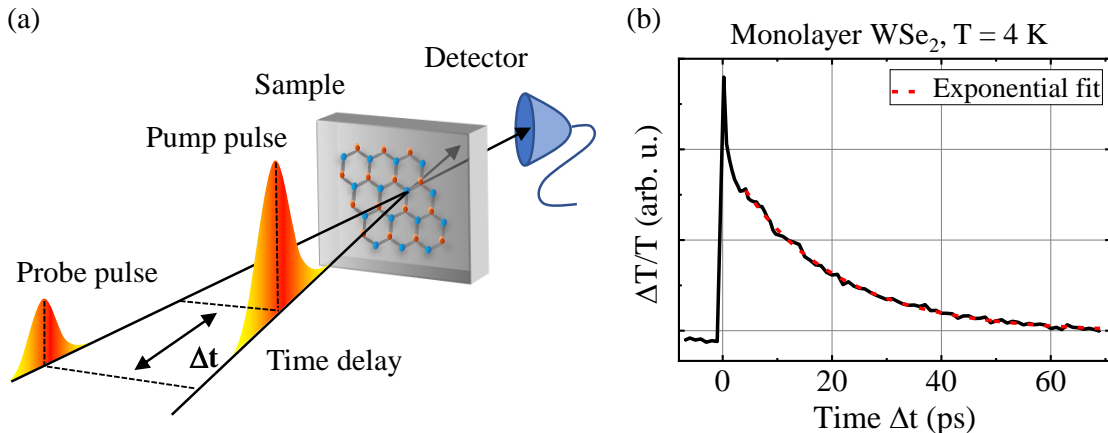 (a)
Detector
Sample
Pump pulse
Probe pulse
Δt
Time delay
(b)
Monolayer WSe₂, T = 4 K
Exponential fit
ΔT/T (arb. u.)
0 20 40 60
Time Δt (ps)